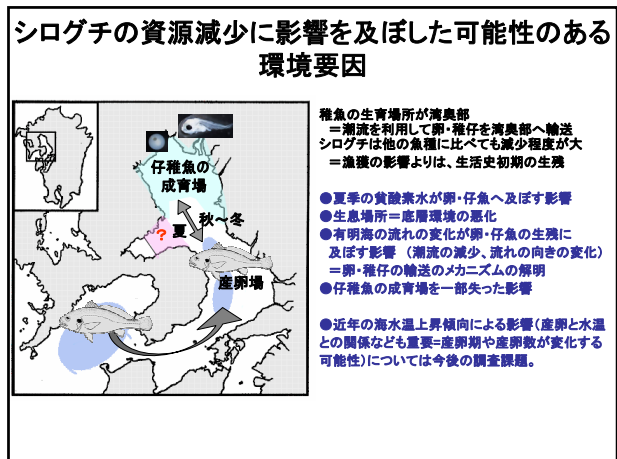 シログチの資源減少に影響を及ぼした可能性のある
環境要因
仔稚魚の
成育場
秋～冬
?
夏
産卵場
稚魚の生育場所が湾奥部
＝潮流を利用して卵・稚仔を湾奥部へ輸送
シログチは他の魚種に比べても減少程度が大
＝漁獲の影響よりは、生活史初期の生残
●夏季の貧酸素水が卵・仔魚へ及ぼす影響
●生息場所＝底層環境の悪化
●有明海の流れの変化が卵・仔魚の生残に
及ぼす影響 （潮流の減少、流れの向きの変化）
＝卵・稚仔の輸送のメカニズムの解明
●仔稚魚の成育場を一部失った影響
●近年の海水温上昇傾向による影響（産卵と水温
との関係なども重要=産卵期や産卵数が変化する
可能性）については今後の調査課題。